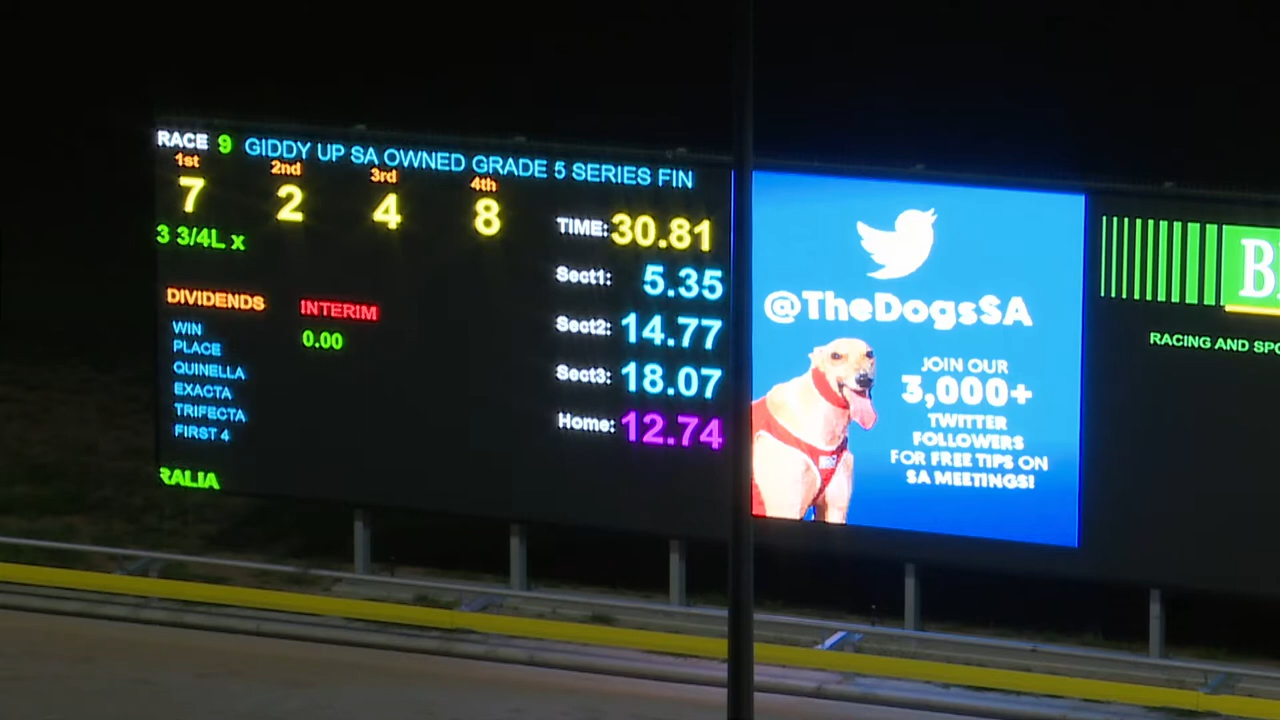 RACE 9 GIDDY UP SA OWNED GRADE 5 SERIES FIN
1st 2nd 3rd 4th
7 2 4 8
3 3/4L x
TIME: 30.81
Sect1: 5.35
Sect2: 14.77
Sect3: 18.07
Home: 12.74
DIVIDENDS INTERIM
0.00
WIN
PLACE
QUINELLA
EXACTA
TRIFECTA
FIRST 4
RALIA
@TheDogsSA
JOIN OUR
3,000+
TWITTER
FOLLOWERS
FOR FREE TIPS ON
SA MEETINGS!
B
RACING AND SPO